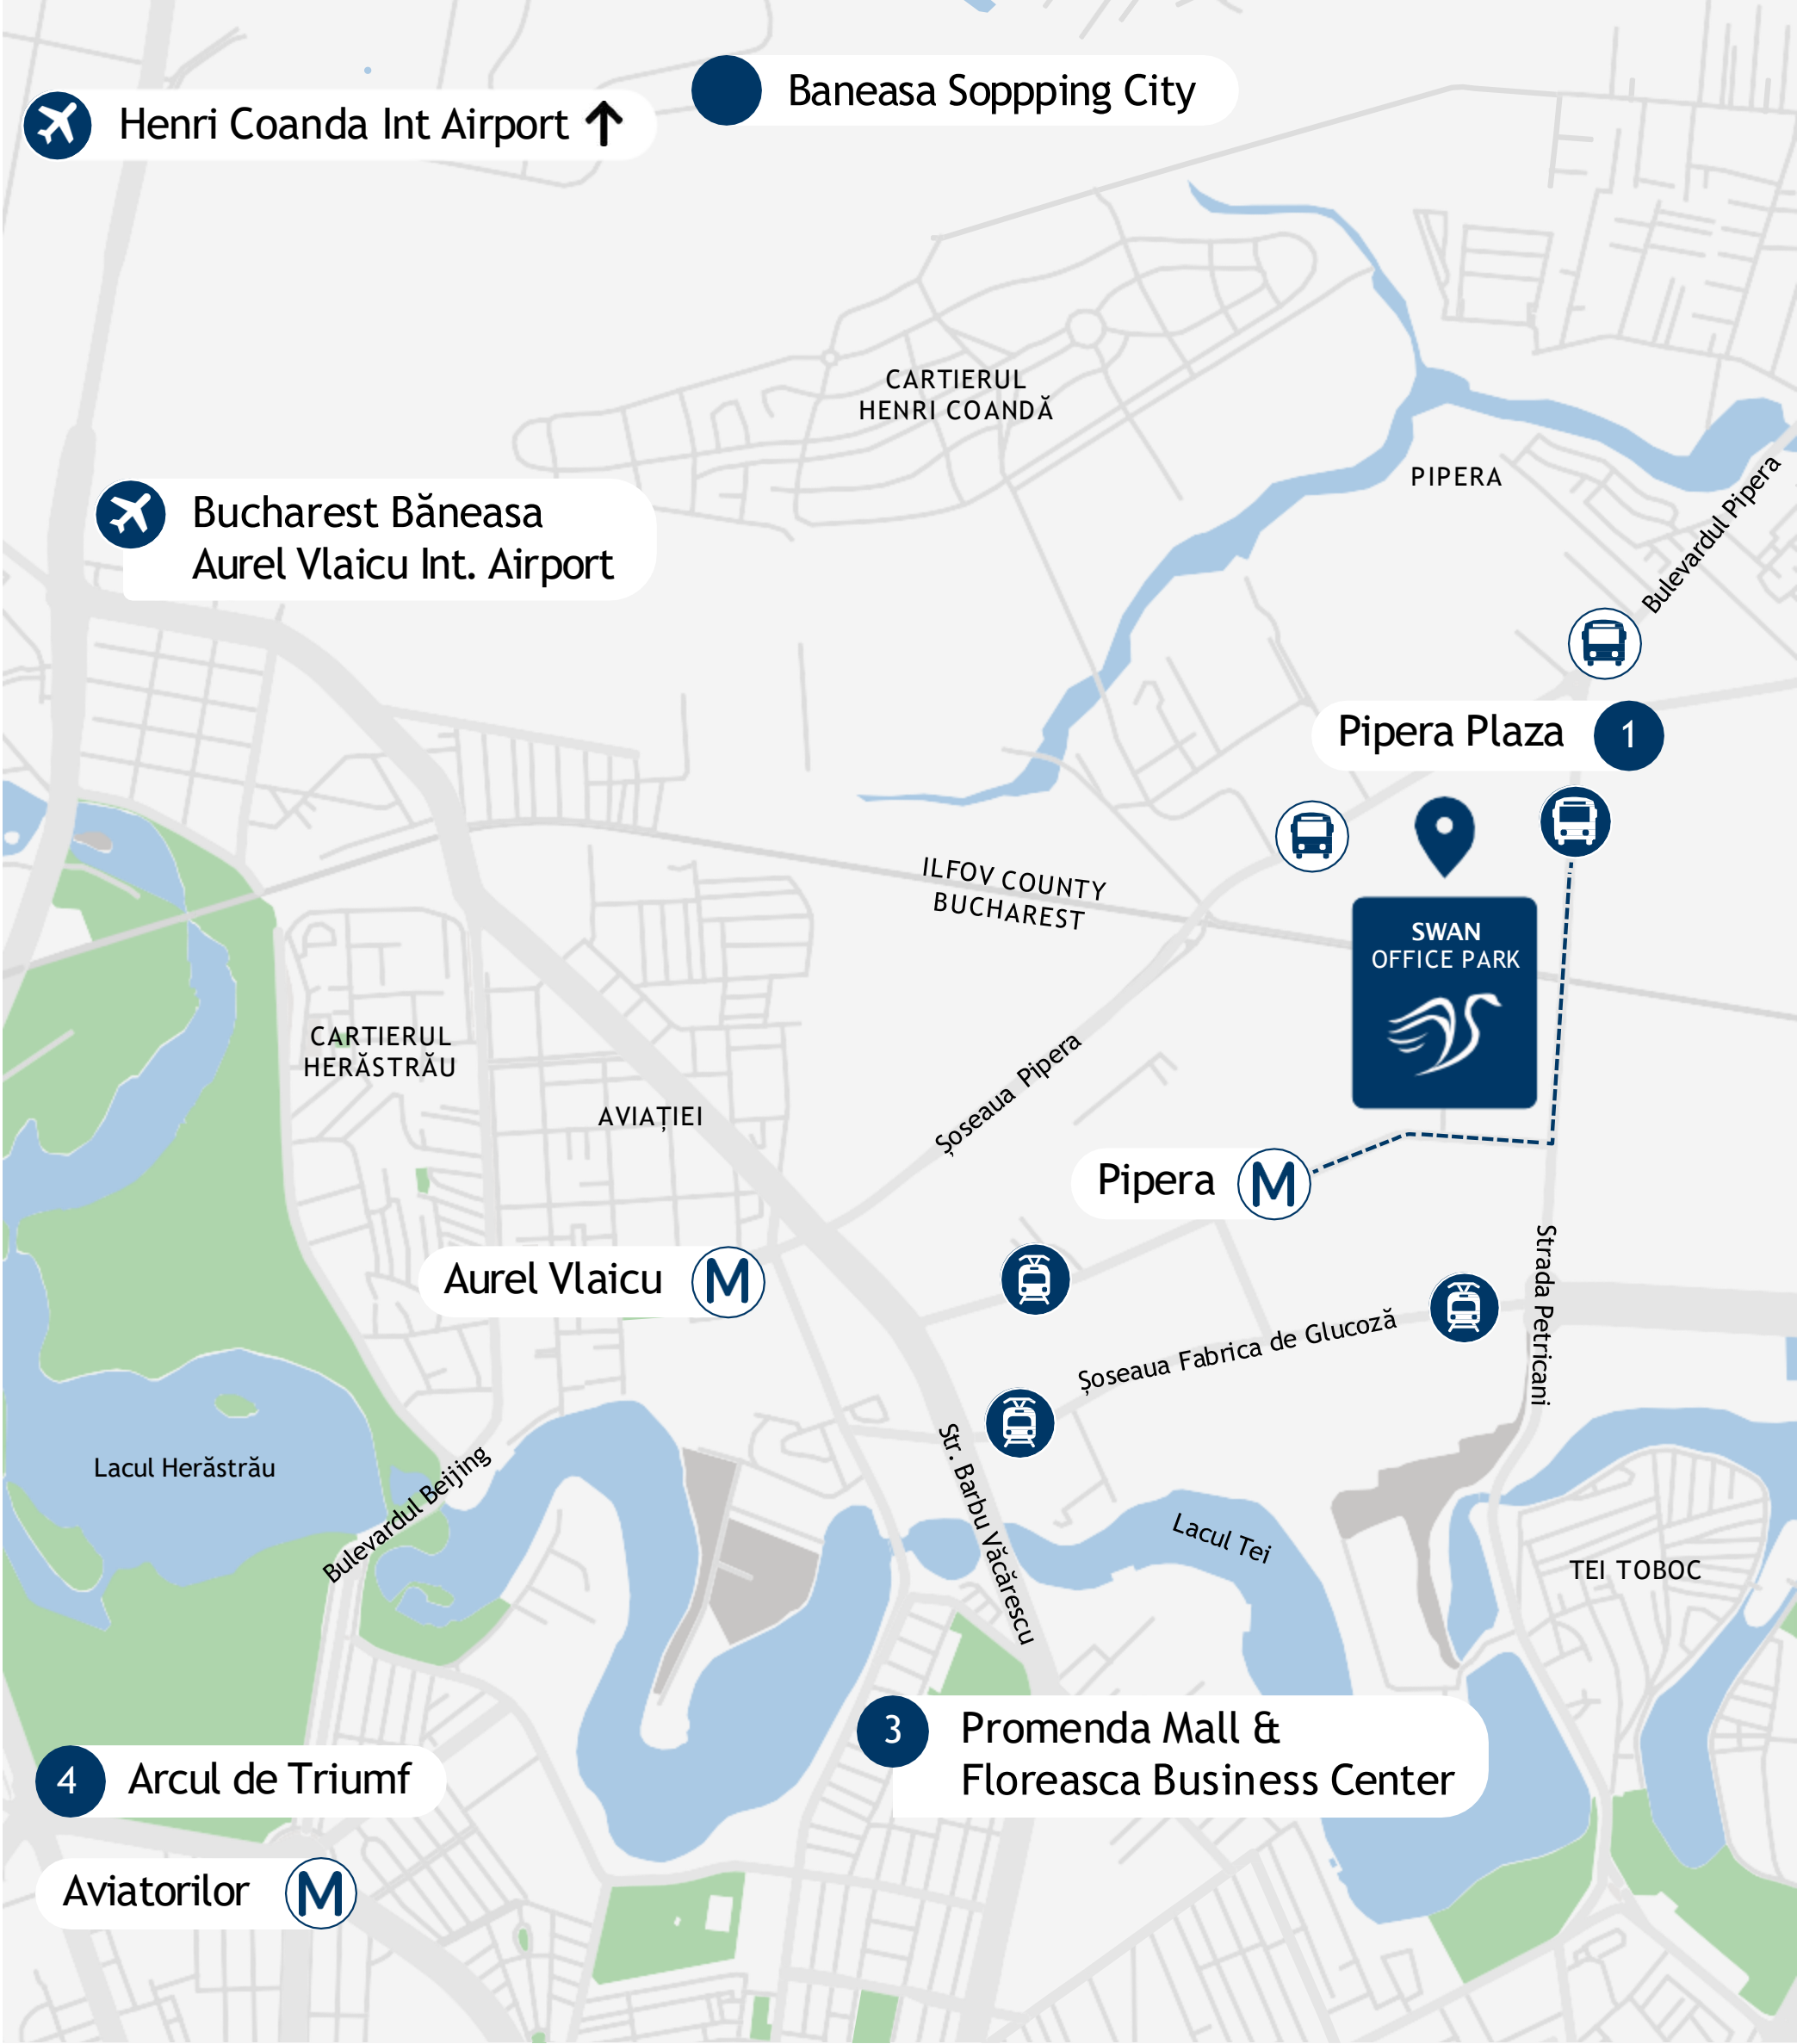 Baneasa Soppping City
Henri Coanda Int Airport
CARTIERUL
HENRI COANDĂ
PIPERA
Bulevardul Pipera
Bucharest Băneasa
Aurel Vlaicu Int. Airport
Pipera Plaza 1
ILFOV COUNTY
BUCHAREST
SWAN
OFFICE PARK
CARTIERUL
HERĂSTRĂU
AVIAȚIEI
Șoseaua Pipera
Pipera M
Aurel Vlaicu M
Strada Petricani
Șoseaua Fabrica de Glucoză
Lacul Herăstrău
Bulevardul Beijing
Str. Barbu Văcărescu
Lacul Tei
TEI TOBOC
3 Promenda Mall &
Floreasca Business Center
4 Arcul de Triumf
Aviatorilor M